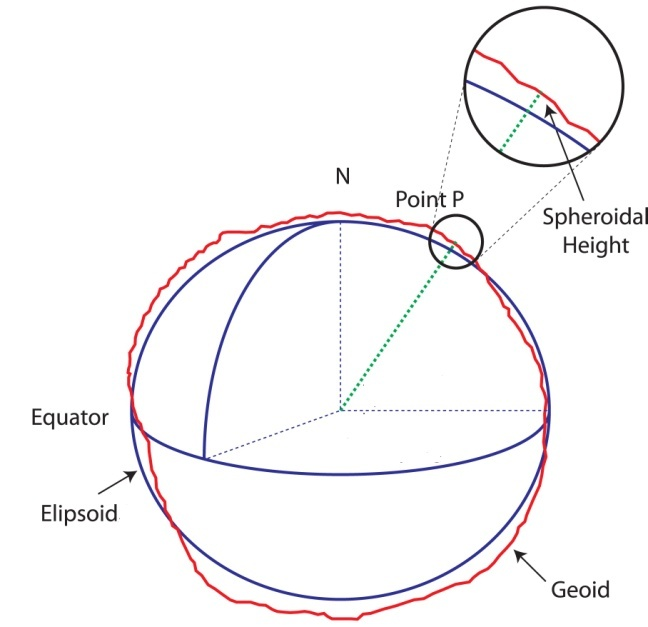 N
Point P
Spheroidal
Height
Equator
Elipsoid
Geoid